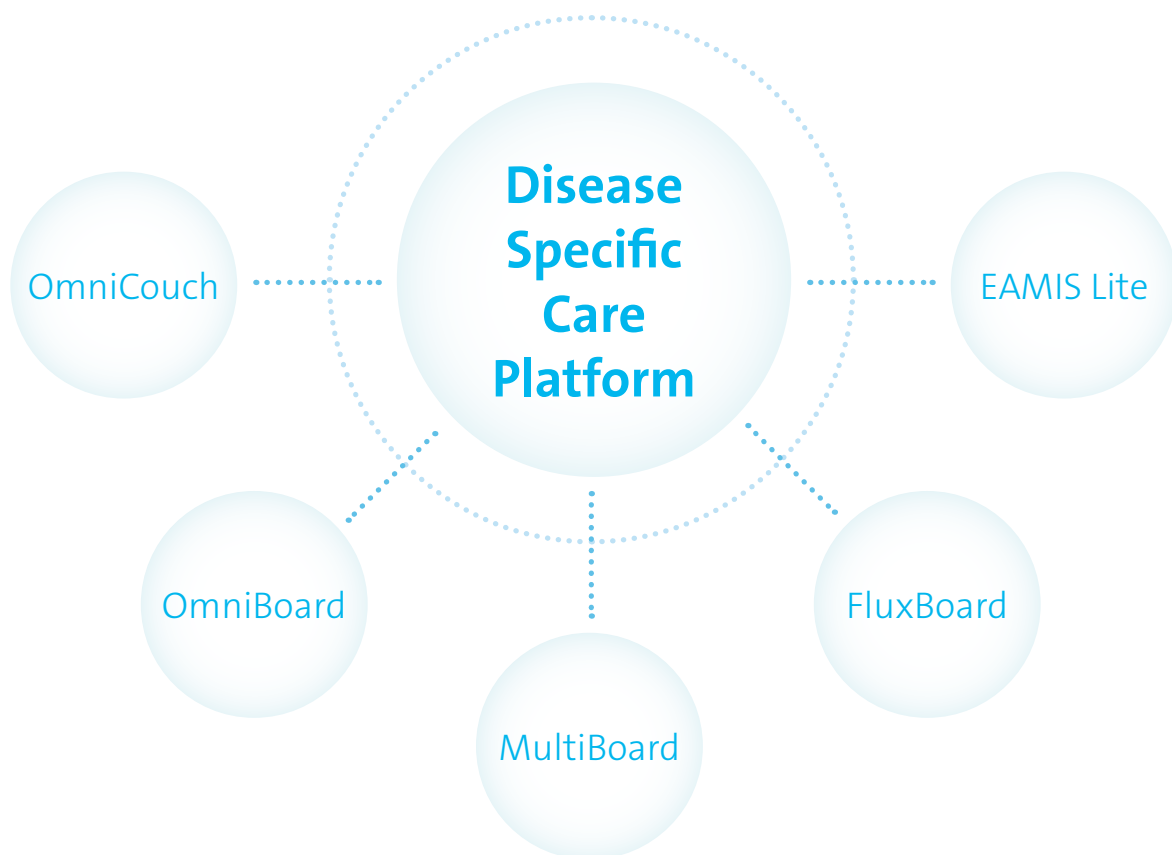 Disease
Specific
Care
Platform
OmniCouch
EAMIS Lite
OmniBoard
FluxBoard
MultiBoard